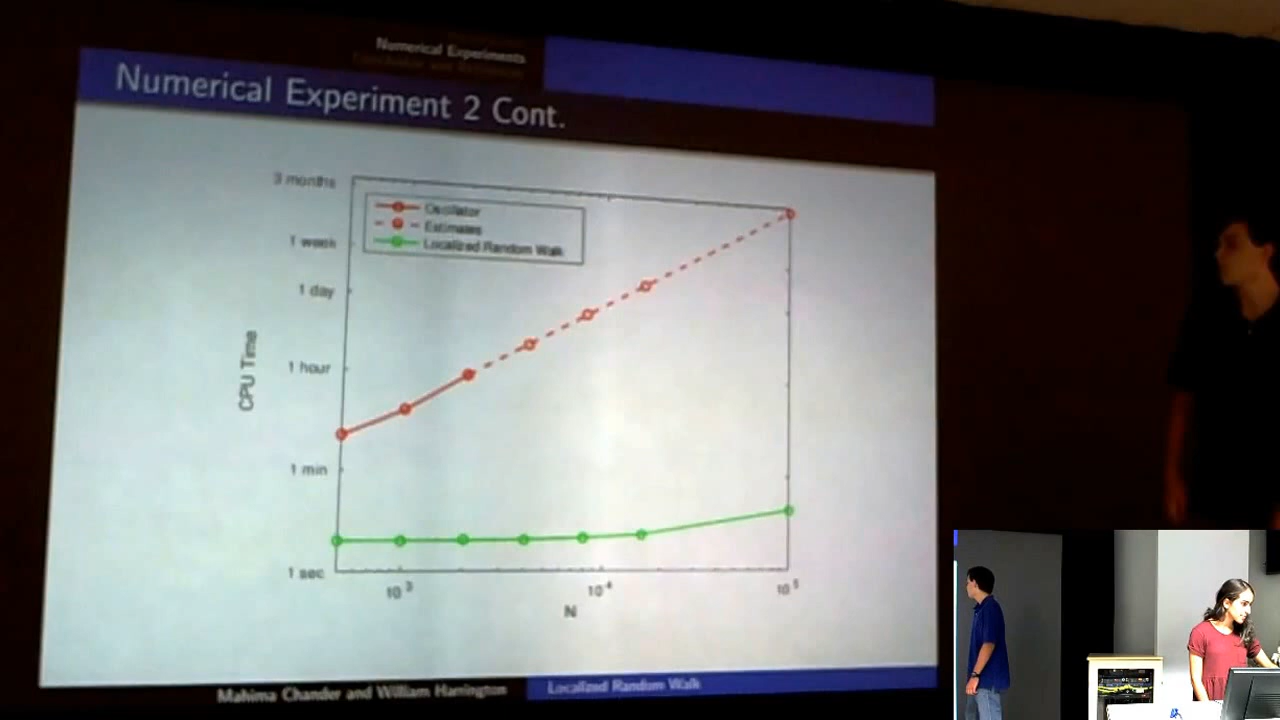 Numerical Experiments
Numerical Experiment 2 Cont.
3 months
1 week
1 day
1 hour
1 min
1 sec
CPU Time
Oscillator
Estimates
Localized Random Walk
10^3
10^4
10^5
N
Mahima Chander and William Harrington
Localized Random Walk